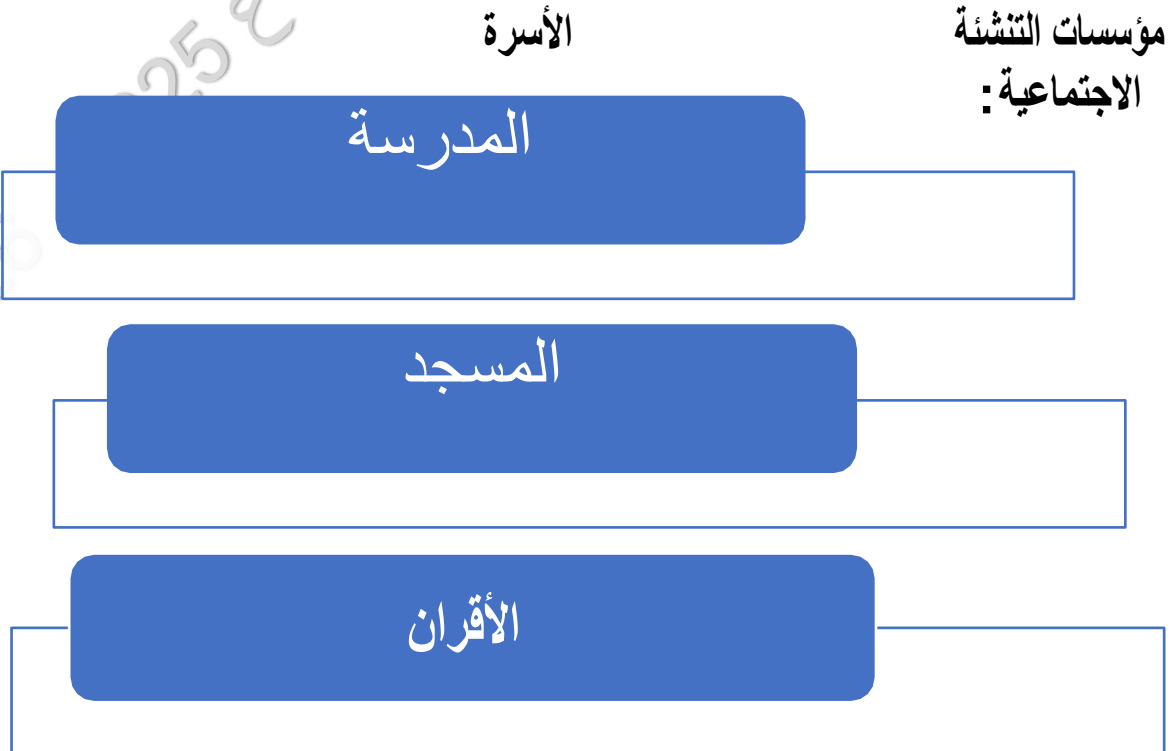 مؤسسات التنشئة
الاجتماعية:
الأسرة
المدرسة
المسجد
الأقران